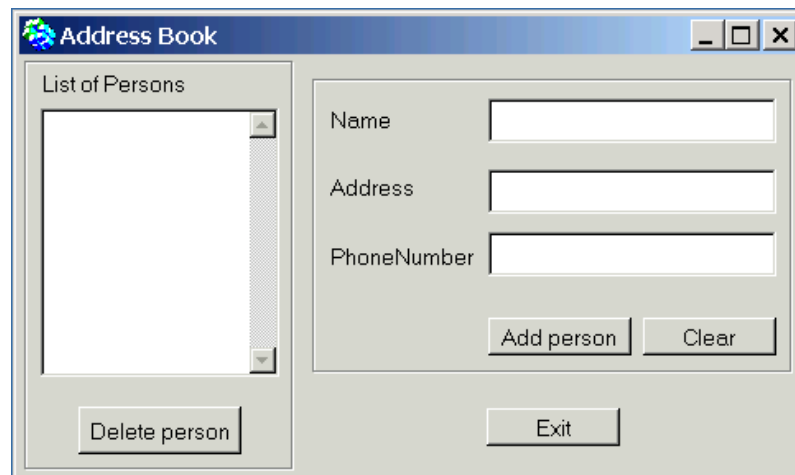 Address Book
List of Persons
Name
Address
PhoneNumber
Add person
Clear
Delete person
Exit